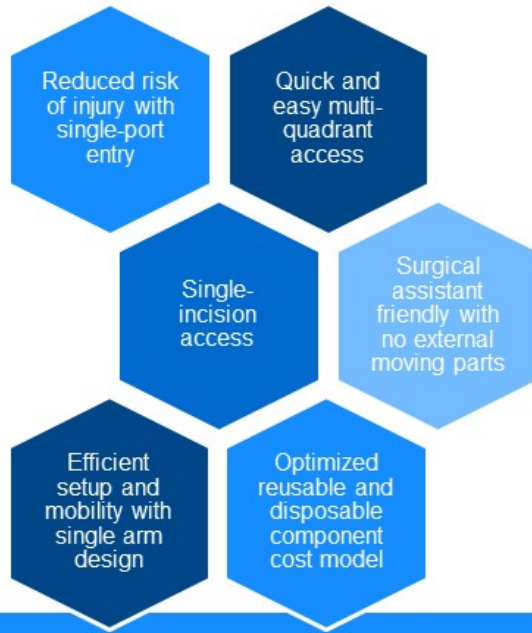 Reduced risk
of injury with
single-port
entry
Quick and
easy multi-
quadrant
access
Single-
incision
access
Surgical
assistant
friendly with
no external
moving parts
Efficient
setup and
mobility with
single arm
design
Optimized
reusable and
disposable
component
cost model